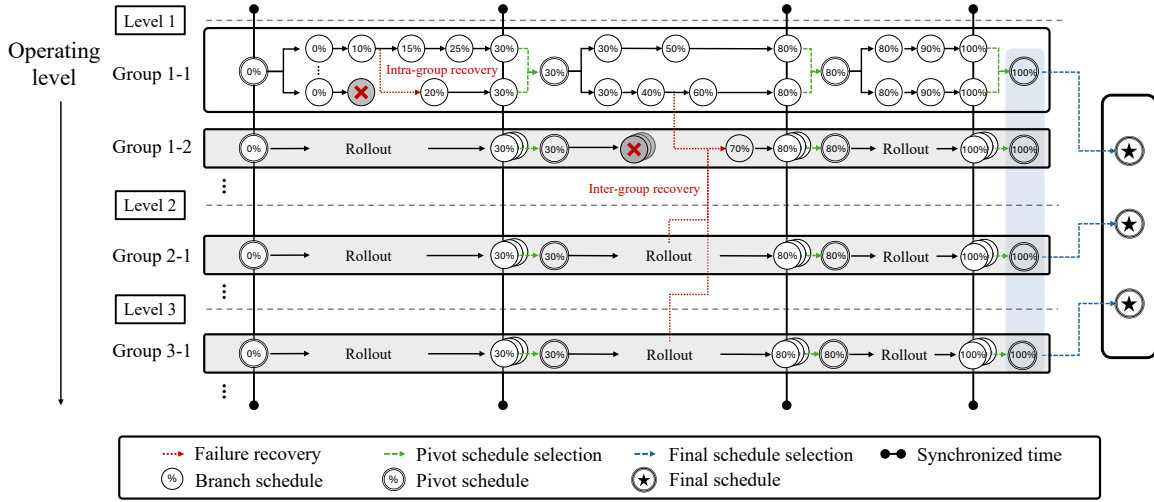 Operating
level
Level 1
Group 1-1
0%
0% 10% 15% 25% 30%
Intra-group recovery
0% 20% 30%
30%
30% 50% 80%
30% 40% 60% 80%
80%
80% 90% 100%
80% 90% 100%
100%
Group 1-2
0% Rollout 30% 30% 70% 80% 80% Rollout 100% 100%
Inter-group recovery
Level 2
Group 2-1
0% Rollout 30% 30% Rollout 80% 80% Rollout 100% 100%
Level 3
Group 3-1
0% Rollout 30% 30% Rollout 80% 80% Rollout 100% 100%
Failure recovery
Pivot schedule selection
Final schedule selection
Synchronized time
% Branch schedule
% Pivot schedule
Final schedule